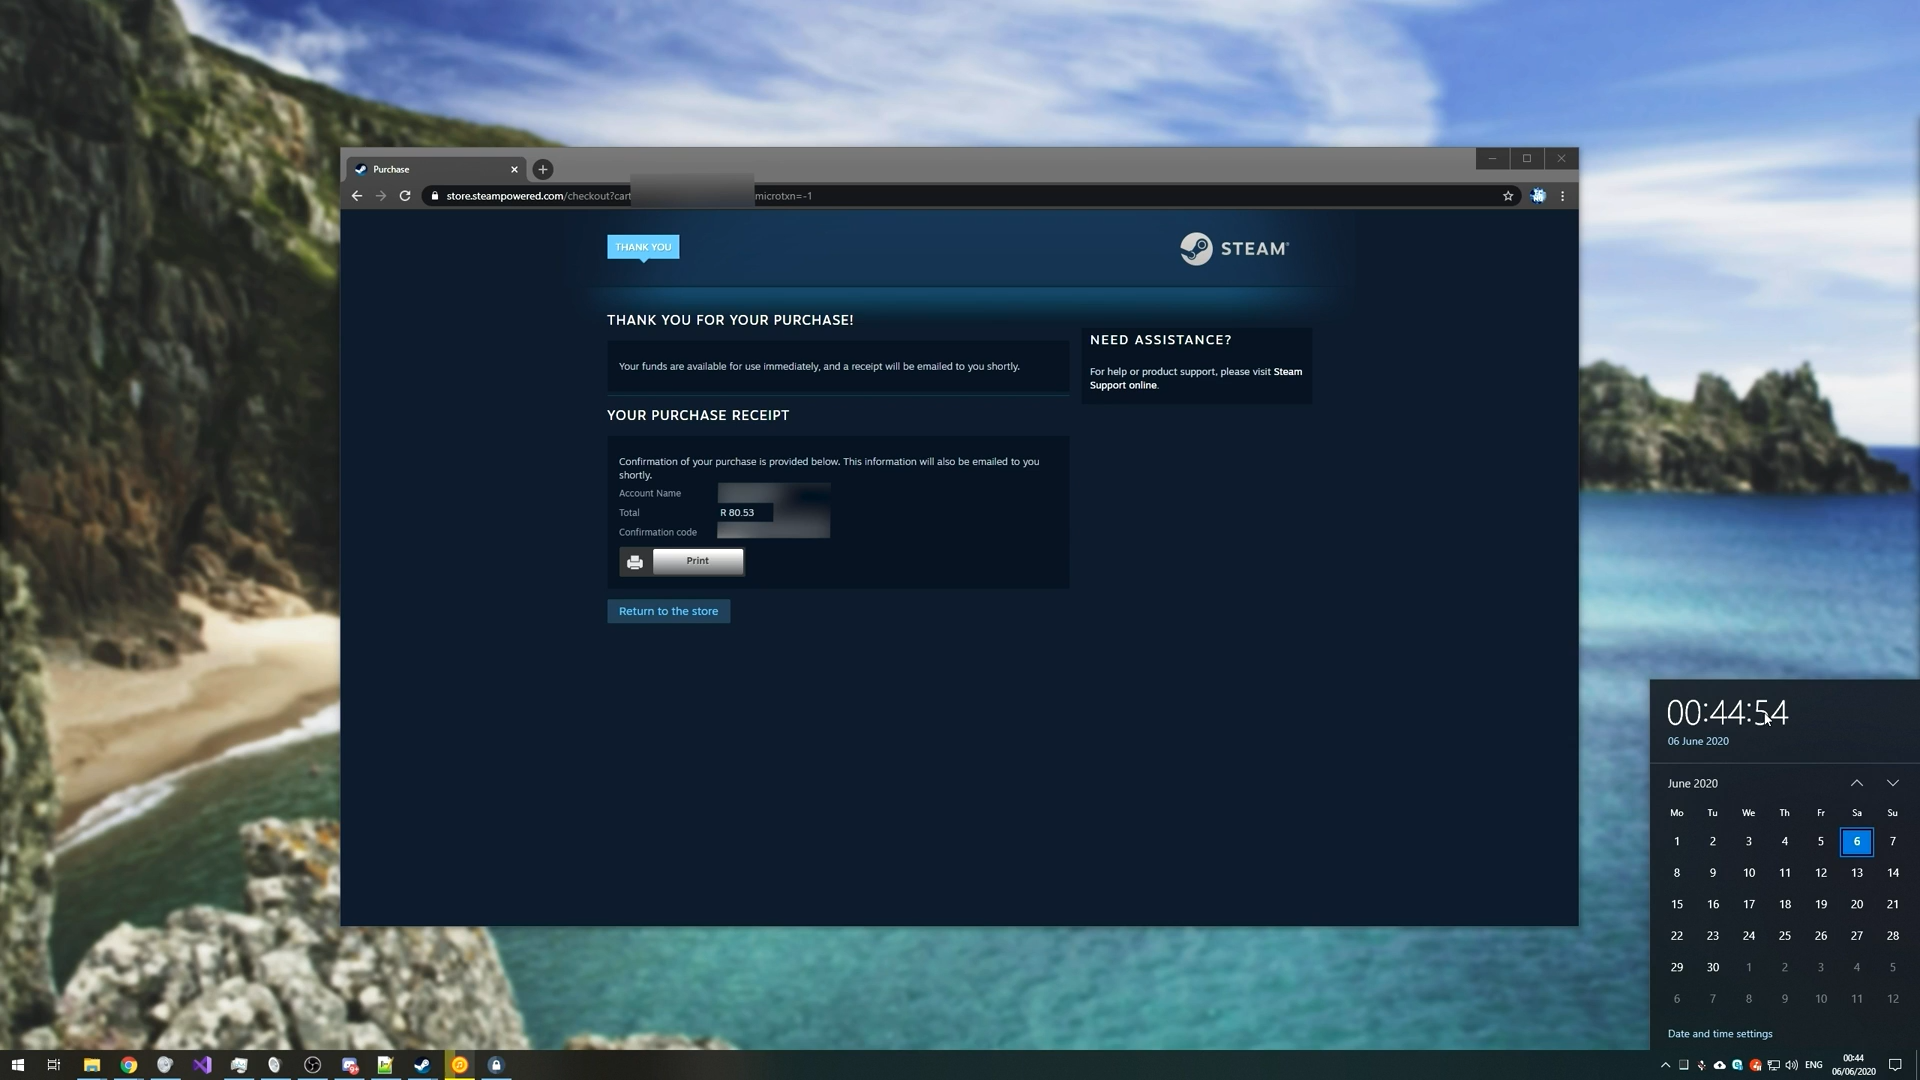 Purchase
store.steampowered.com/checkout?cart
microtxn=-1
THANK YOU
STEAM®
THANK YOU FOR YOUR PURCHASE!
Your funds are available for use immediately, and a receipt will be emailed to you shortly.
NEED ASSISTANCE?
For help or product support, please visit Steam
Support online.
YOUR PURCHASE RECEIPT
Confirmation of your purchase is provided below. This information will also be emailed to you
shortly.
Account Name
Total R 80.53
Confirmation code
Print
Return to the store
00:44:54
06 June 2020
June 2020
Mo Tu We Th Fr Sa Su
1 2 3 4 5 6 7
8 9 10 11 12 13 14
15 16 17 18 19 20 21
22 23 24 25 26 27 28
29 30 1 2 3 4 5
6 7 8 9 10 11 12
Date and time settings
ENG
00:44
06/06/2020